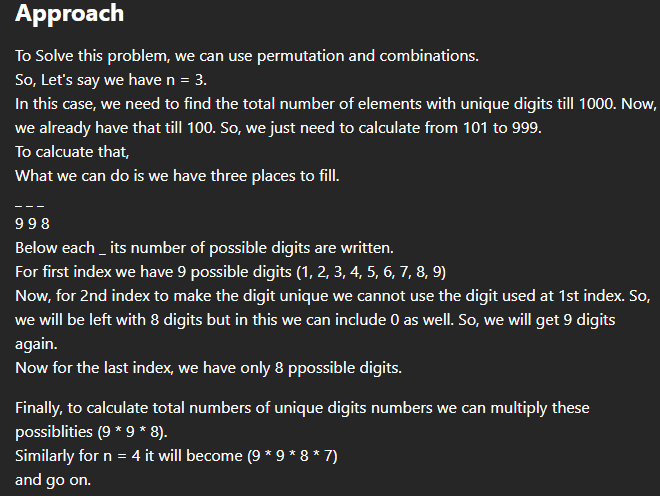 Approach
To Solve this problem, we can use permutation and combinations.
So, Let's say we have n = 3.
In this case, we need to find the total number of elements with unique digits till 1000. Now,
we already have that till 100. So, we just need to calculate from 101 to 999.
To calcuate that,
What we can do is we have three places to fill.
_ _ _
9 9 8
Below each _ its number of possible digits are written.
For first index we have 9 possible digits (1, 2, 3, 4, 5, 6, 7, 8, 9)
Now, for 2nd index to make the digit unique we cannot use the digit used at 1st index. So,
we will be left with 8 digits but in this we can include 0 as well. So, we will get 9 digits
again.
Now for the last index, we have only 8 ppossible digits.
Finally, to calculate total numbers of unique digits numbers we can multiply these
possiblities (9 * 9 * 8).
Similarly for n = 4 it will become (9 * 9 * 8 * 7)
and go on.